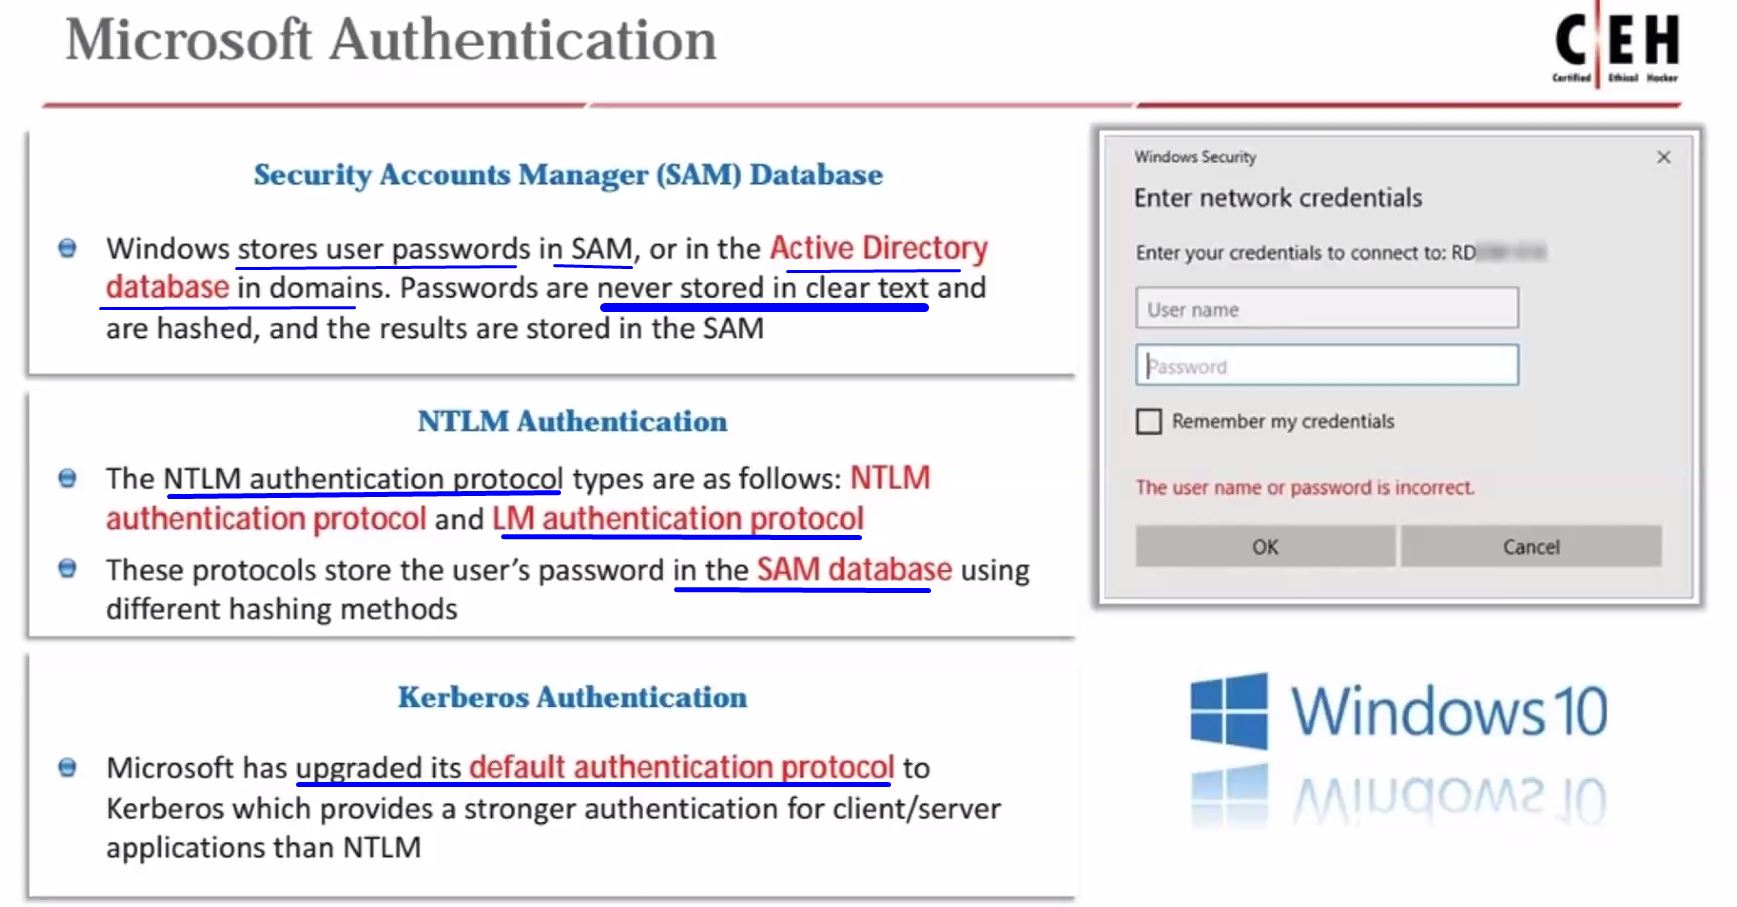 Microsoft Authentication
CEH
Certified Ethical Hacker
Security Accounts Manager (SAM) Database
Windows stores user passwords in SAM, or in the Active Directory
database in domains. Passwords are never stored in clear text and
are hashed, and the results are stored in the SAM
NTLM Authentication
The NTLM authentication protocol types are as follows: NTLM
authentication protocol and LM authentication protocol
These protocols store the user's password in the SAM database using
different hashing methods
Kerberos Authentication
Microsoft has upgraded its default authentication protocol to
Kerberos which provides a stronger authentication for client/server
applications than NTLM
Windows Security
Enter network credentials
Enter your credentials to connect to: RD
User name
Password
Remember my credentials
The user name or password is incorrect.
OK
Cancel
Windows 10